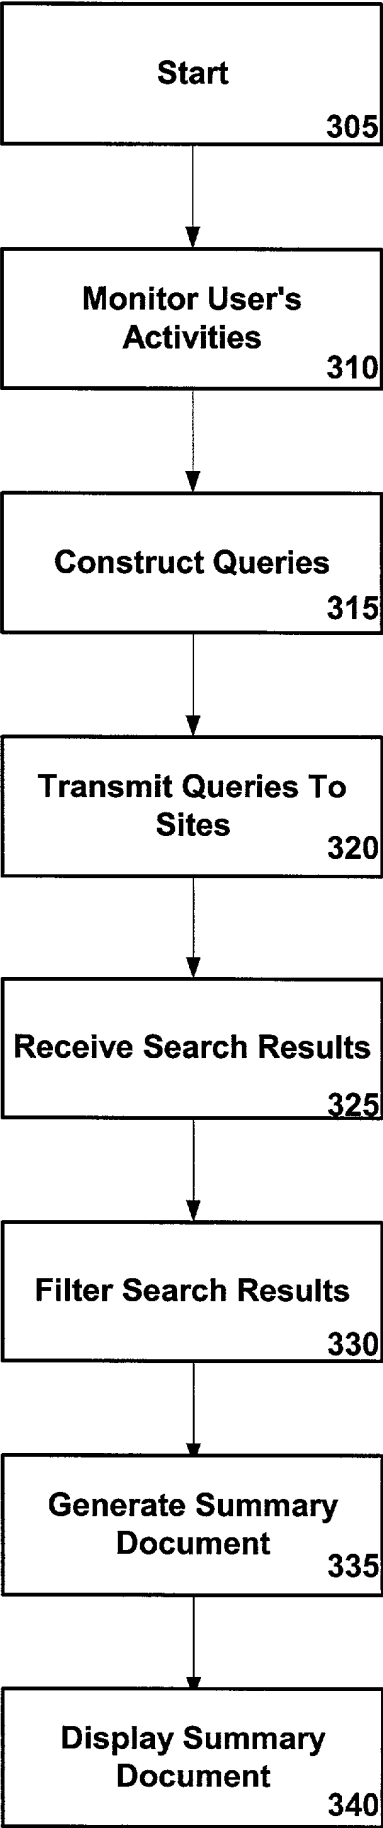 Start
305
Monitor User's
Activities
310
Construct Queries
315
Transmit Queries To
Sites
320
Receive Search Results
325
Filter Search Results
330
Generate Summary
Document
335
Display Summary
Document
340